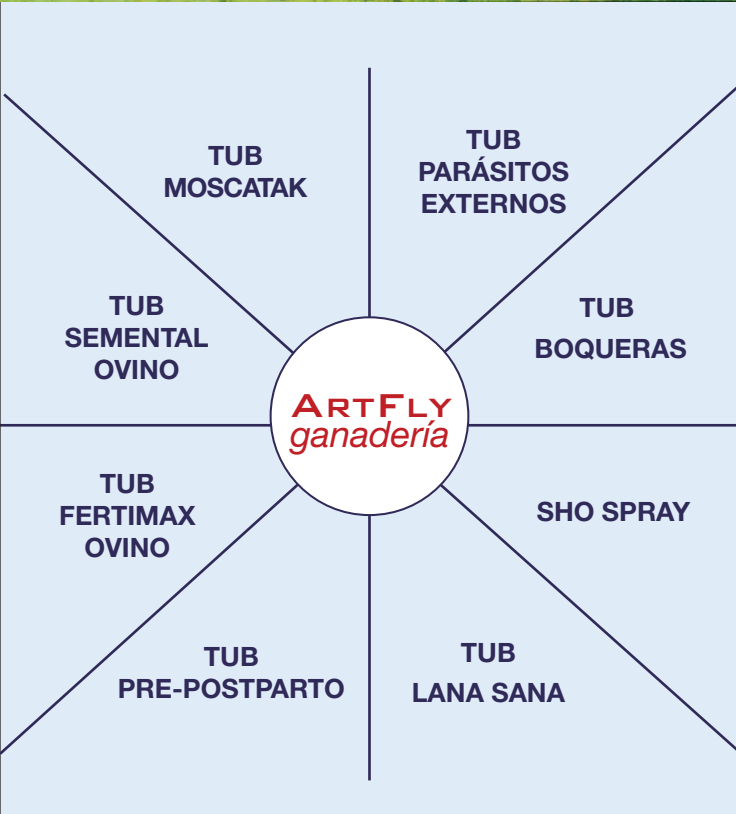 TUB
MOSCATAK
TUB
PARÁSITOS
EXTERNOS
TUB
SEMENTAL
OVINO
TUB
BOQUERAS
ARTFLY
ganadería
TUB
FERTIMAX
OVINO
SHO SPRAY
TUB
PRE-POSTPARTO
TUB
LANA SANA